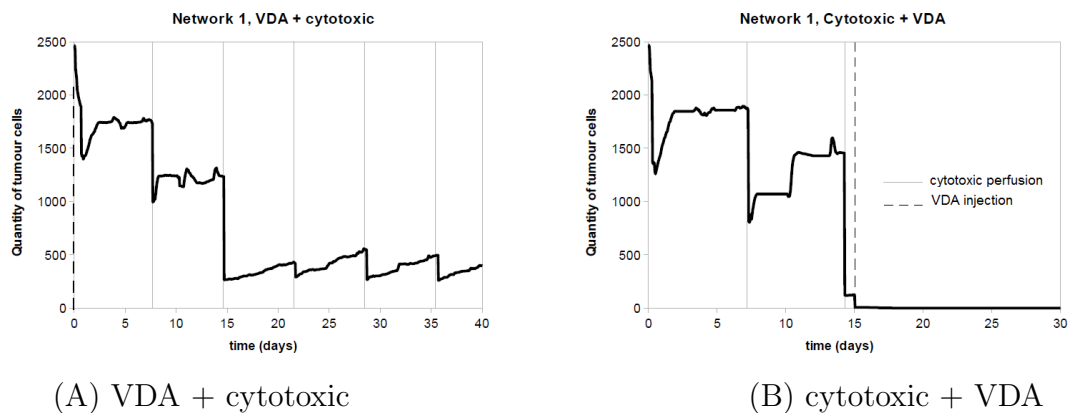 Network 1, VDA + cytotoxic
Quantity of tumour cells
2500
2000
1500
1000
500
0
0 5 10 15 20 25 30 35 40
time (days)
(A) VDA + cytotoxic
Network 1, Cytotoxic + VDA
Quantity of tumour cells
2500
2000
1500
1000
500
0
cytotoxic perfusion
VDA injection
0 5 10 15 20 25 30
time (days)
(B) cytotoxic + VDA